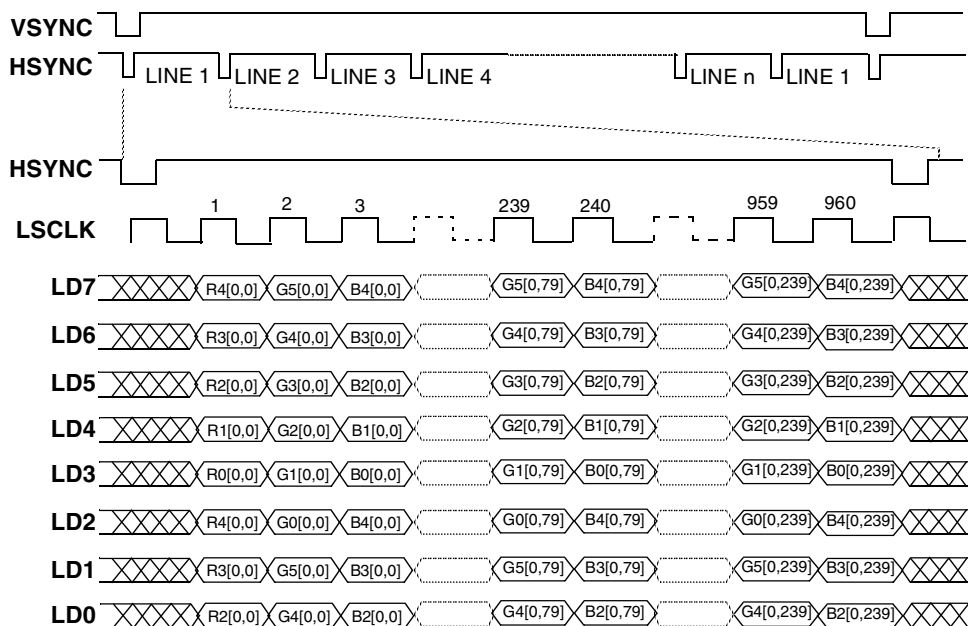 VSYNC
HSYNC LINE 1 LINE 2 LINE 3 LINE 4 LINE n LINE 1
HSYNC
1 2 3 239 240 959 960
LSCLK
LD7 R4[0,0] G5[0,0] B4[0,0] G5[0,79] B4[0,79] G5[0,239] B4[0,239]
LD6 R3[0,0] G4[0,0] B3[0,0] G4[0,79] B3[0,79] G4[0,239] B3[0,239]
LD5 R2[0,0] G3[0,0] B2[0,0] G3[0,79] B2[0,79] G3[0,239] B2[0,239]
LD4 R1[0,0] G2[0,0] B1[0,0] G2[0,79] B1[0,79] G2[0,239] B1[0,239]
LD3 R0[0,0] G1[0,0] B0[0,0] G1[0,79] B0[0,79] G1[0,239] B0[0,239]
LD2 R4[0,0] G0[0,0] B4[0,0] G0[0,79] B4[0,79] G0[0,239] B4[0,239]
LD1 R3[0,0] G5[0,0] B3[0,0] G5[0,79] B3[0,79] G5[0,239] B3[0,239]
LD0 R2[0,0] G4[0,0] B2[0,0] G4[0,79] B2[0,79] G4[0,239] B2[0,239]